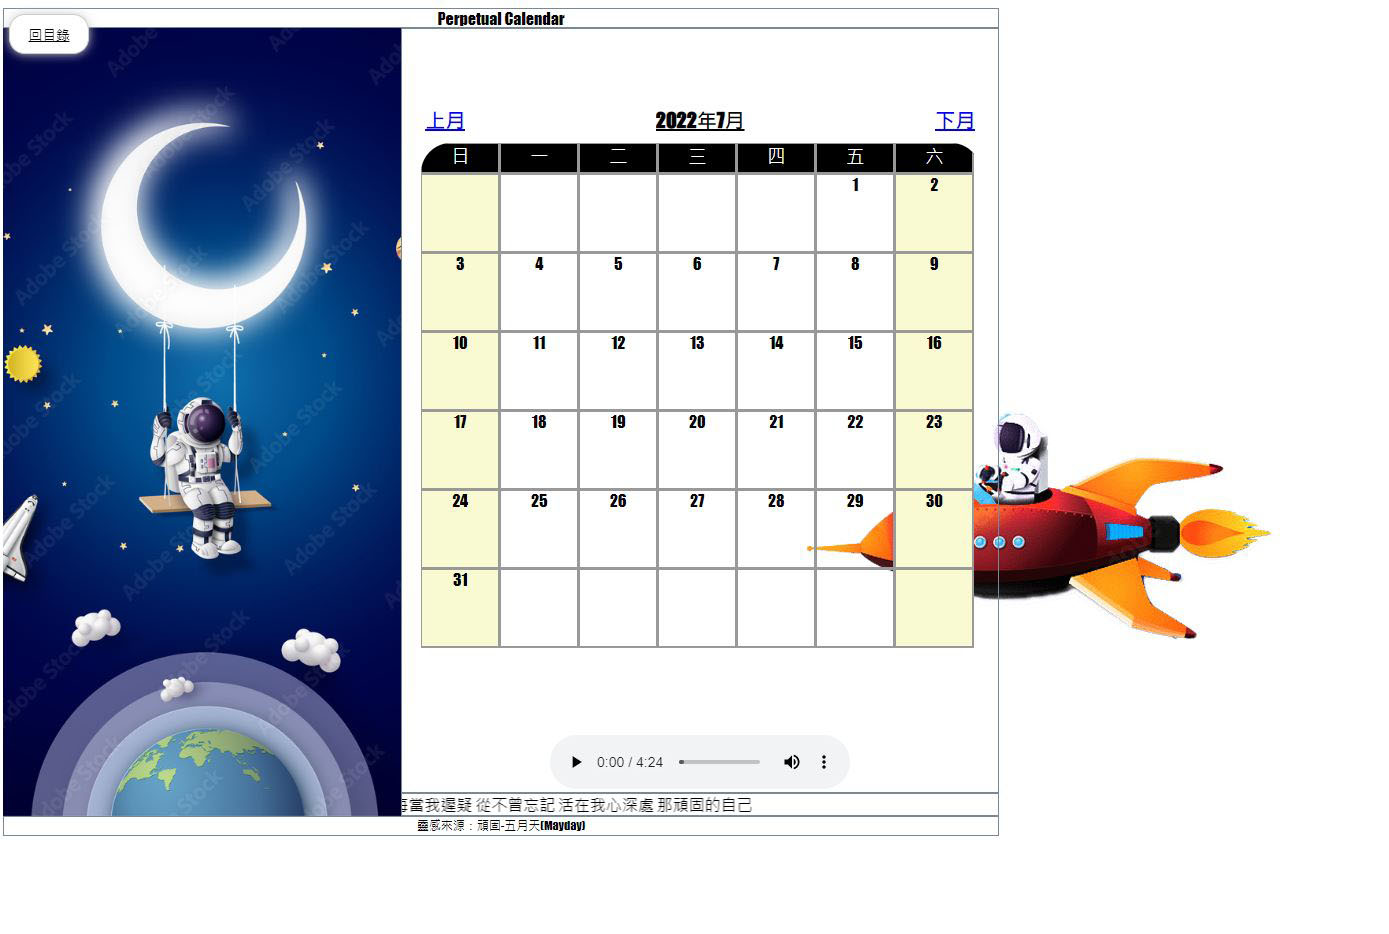 Perpetual Calendar
回目錄
上月 2022年7月 下月
日 一 二 三 四 五 六
1 2
3 4 5 6 7 8 9
10 11 12 13 14 15 16
17 18 19 20 21 22 23
24 25 26 27 28 29 30
31
0:00 / 4:24
當我遲疑 從不曾忘記 活在我心深處 那頑固的自己
靈感來源：頑固-五月天(Mayday)
Adobe Stock